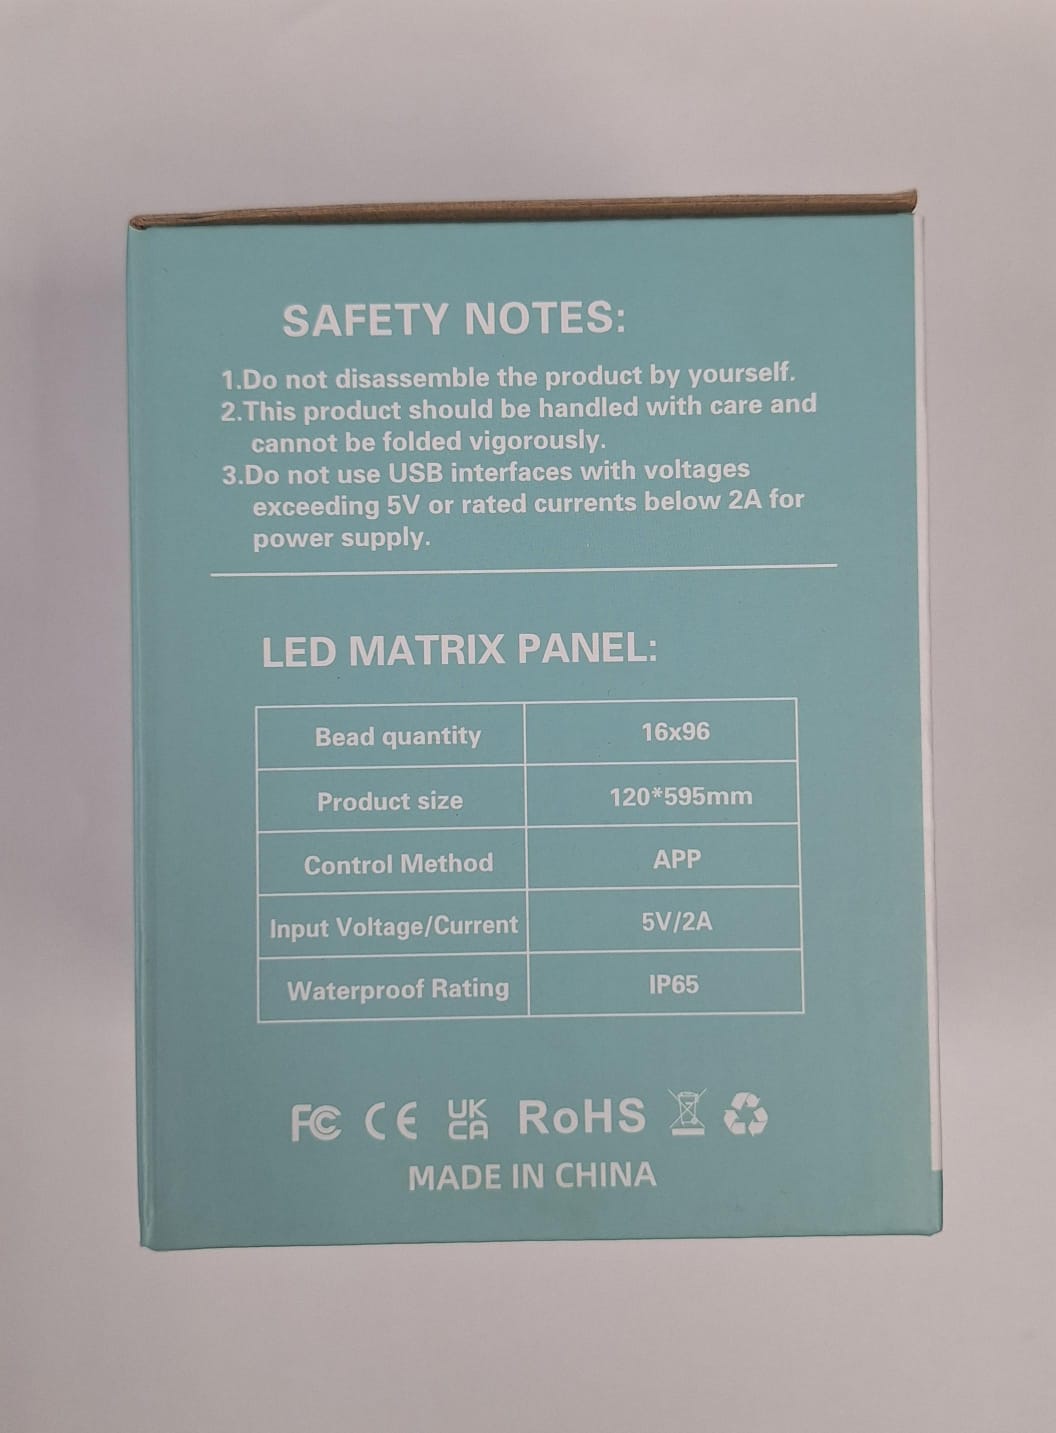 SAFETY NOTES:
1.Do not disassemble the product by yourself.
2.This product should be handled with care and
cannot be folded vigorously.
3.Do not use USB interfaces with voltages
exceeding 5V or rated currents below 2A for
power supply.
LED MATRIX PANEL:
Bead quantity 16x96
Product size 120*595mm
Control Method APP
Input Voltage/Current 5V/2A
Waterproof Rating IP65
FC CE UKCA RoHS
MADE IN CHINA